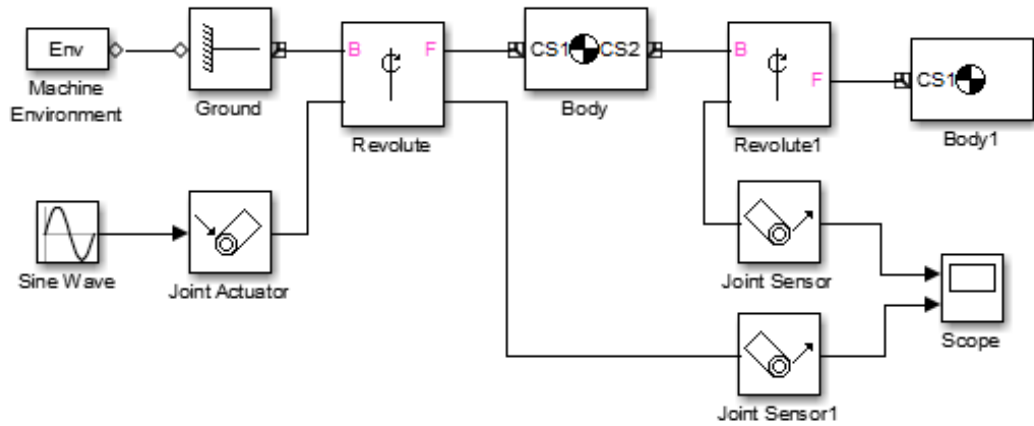 Env
Machine
Environment
Ground
B
F
Revolute
CS1
CS2
Body
B
F
Revolute1
CS1
Body1
Sine Wave
Joint Actuator
Joint Sensor
Joint Sensor1
Scope